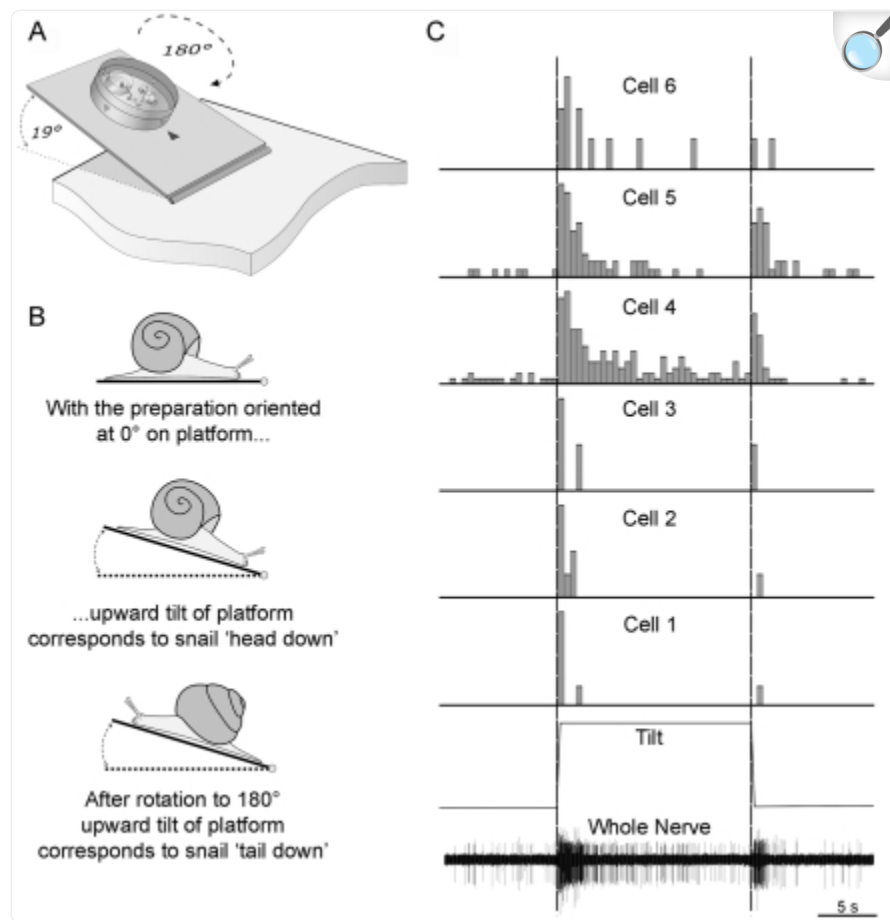 A
180°
19°
B
With the preparation oriented
at 0° on platform...
...upward tilt of platform
corresponds to snail 'head down'
After rotation to 180°
upward tilt of platform
corresponds to snail 'tail down'
C
Cell 6
Cell 5
Cell 4
Cell 3
Cell 2
Cell 1
Tilt
Whole Nerve
5 s